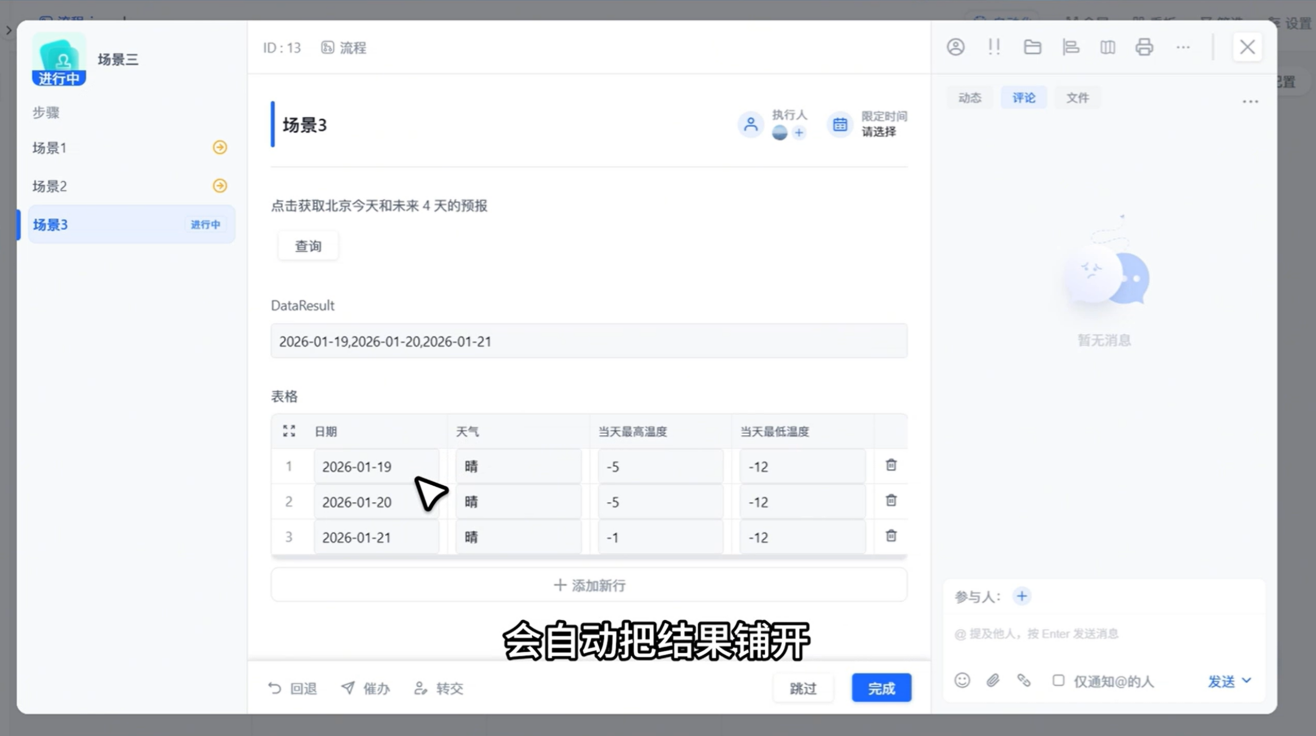 设置
场景三
进行中
步骤
场景1
场景2
场景3 进行中
ID: 13 流程
场景3
执行人
限定时间
请选择
点击获取北京今天和未来 4 天的预报
查询
DataResult
2026-01-19,2026-01-20,2026-01-21
表格
日期 天气 当天最高温度 当天最低温度
1 2026-01-19 晴 -5 -12
2 2026-01-20 晴 -5 -12
3 2026-01-21 晴 -1 -12
添加新行
会自动把结果铺开
回退 催办 转交 跳过 完成
动态 评论 文件
暂无消息
参与人：
@ 提及他人，按 Enter 发送消息
仅通知@的人 发送